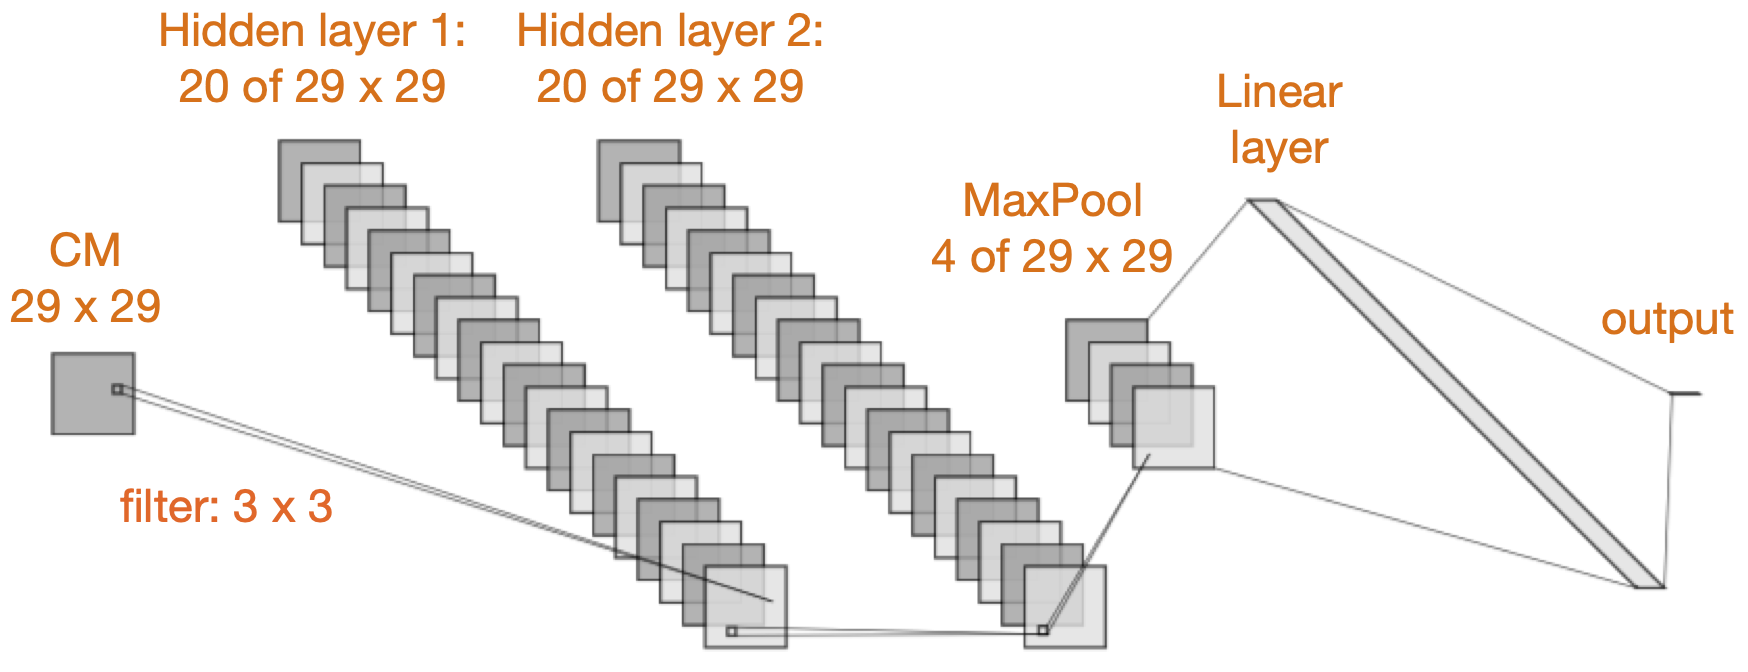 Hidden layer 1:
20 of 29 x 29
Hidden layer 2:
20 of 29 x 29
Linear
layer
MaxPool
4 of 29 x 29
CM
29 x 29
output
filter: 3 x 3